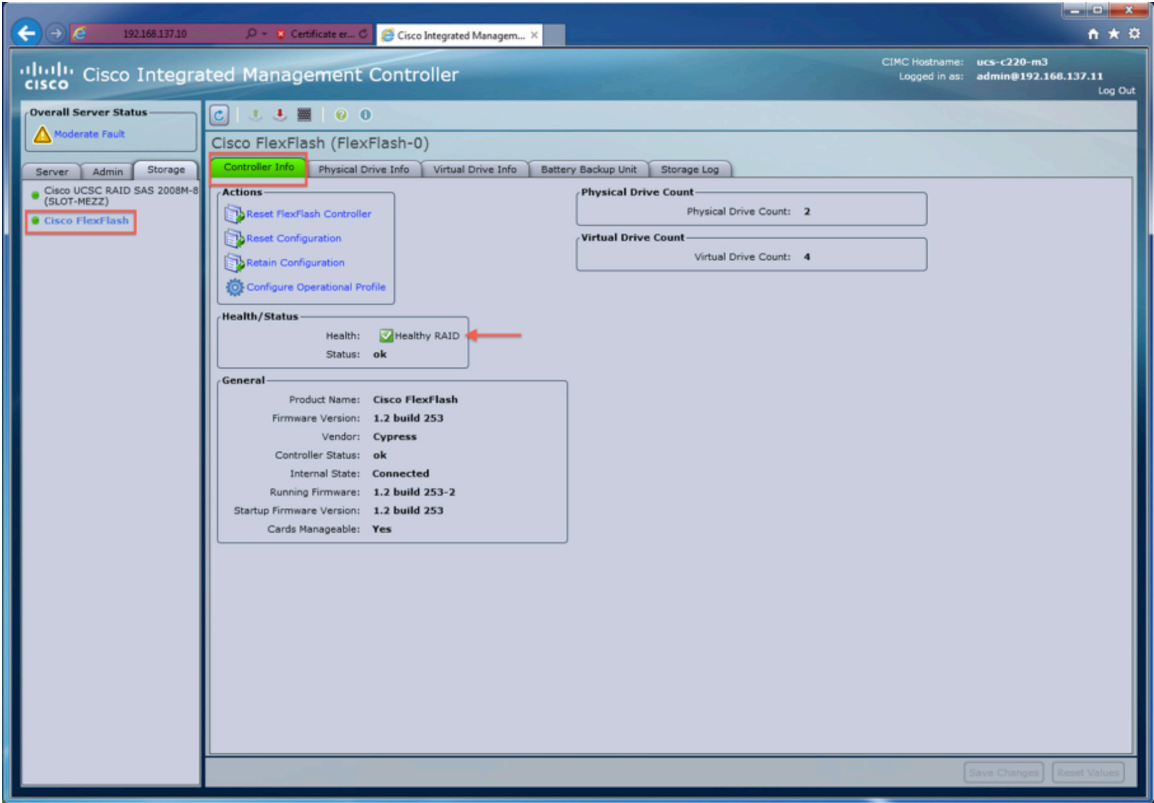 192.168.137.10
Certificate er...
Cisco Integrated Managem...
cisco
Cisco Integrated Management Controller
CIMC Hostname: ucs-c220-m3
Logged in as: admin@192.168.137.11
Log Out
Overall Server Status
Moderate Fault
Server
Admin
Storage
Cisco UCSC RAID SAS 2008M-8
(SLOT-MEZZ)
Cisco FlexFlash
Cisco FlexFlash (FlexFlash-0)
Controller Info
Physical Drive Info
Virtual Drive Info
Battery Backup Unit
Storage Log
Actions
Reset FlexFlash Controller
Reset Configuration
Retain Configuration
Configure Operational Profile
Physical Drive Count
Physical Drive Count: 2
Virtual Drive Count
Virtual Drive Count: 4
Health/Status
Health: Healthy RAID
Status: ok
General
Product Name: Cisco FlexFlash
Firmware Version: 1.2 build 253
Vendor: Cypress
Controller Status: ok
Internal State: Connected
Running Firmware: 1.2 build 253-2
Startup Firmware Version: 1.2 build 253
Cards Manageable: Yes
Save Changes
Reset Values